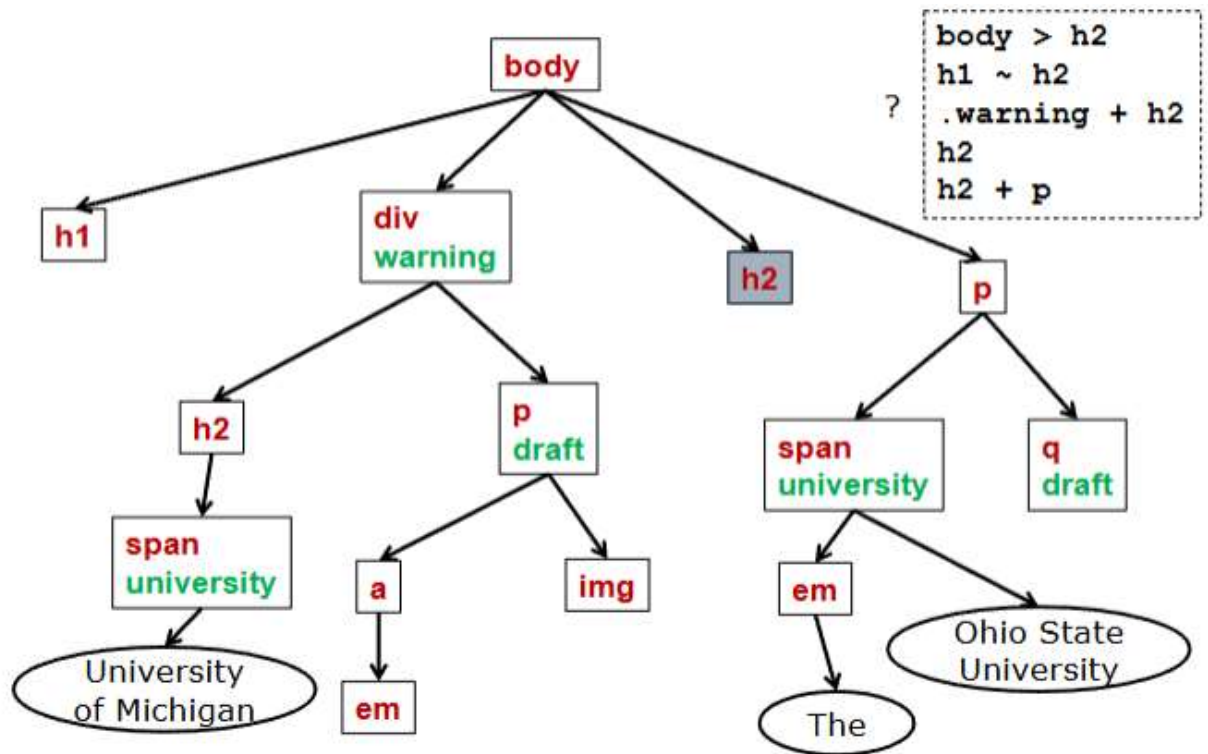 body
?
body > h2
h1 ~ h2
.warning + h2
h2
h2 + p
h1
div
warning
h2
p
h2
p
draft
span
university
q
draft
span
university
a
img
em
University
of Michigan
em
Ohio State
University
The